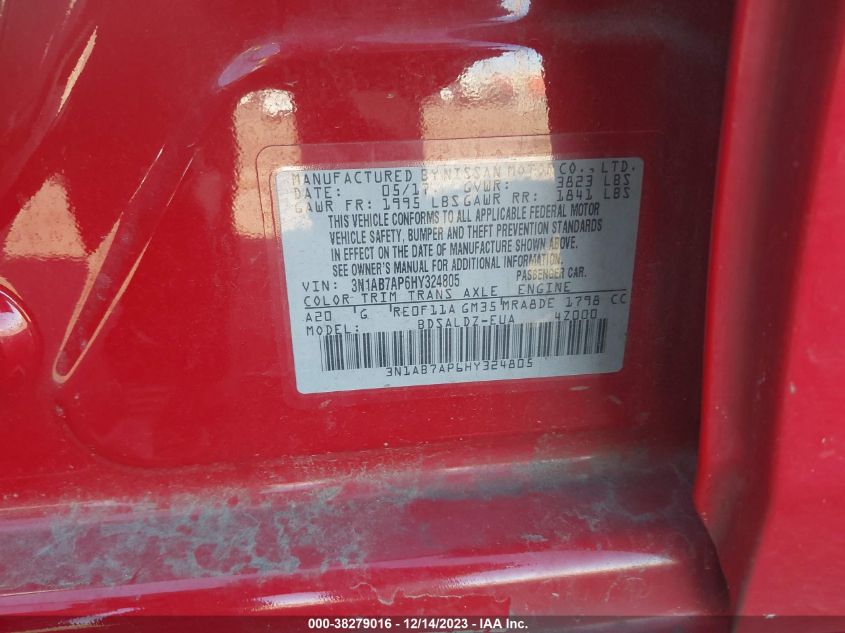 MANUFACTURED BY NISSAN MOTOR CO., LTD.
DATE: 05/17 GVWR: 3823 LBS
GAWR FR: 1995 LBS GAWR RR: 1841 LBS
THIS VEHICLE CONFORMS TO ALL APPLICABLE FEDERAL MOTOR
VEHICLE SAFETY, BUMPER AND THEFT PREVENTION STANDARDS
IN EFFECT ON THE DATE OF MANUFACTURE SHOWN ABOVE.
SEE OWNER'S MANUAL FOR ADDITIONAL INFORMATION.
VIN: 3N1AB7AP6HY324805 PASSENGER CAR.
COLOR TRIM TRANS AXLE ENGINE
A20 G RE0F11A GM35 MRA8DE 1798 CC
MODEL: BDSALDZ-EUA 4Z000
3N1AB7AP6HY324805
000-38279016 - 12/14/2023 - IAA Inc.